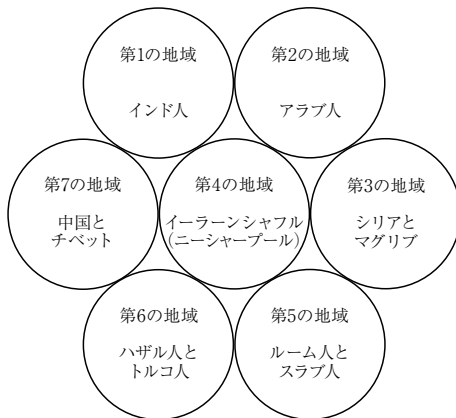 第1の地域
インド人
第2の地域
アラブ人
第7の地域
中国と
チベット
第4の地域
イーラーンシャフル
(ニーシャープール)
第3の地域
シリアと
マグリブ
第6の地域
ハザル人と
トルコ人
第5の地域
ルーム人と
スラブ人